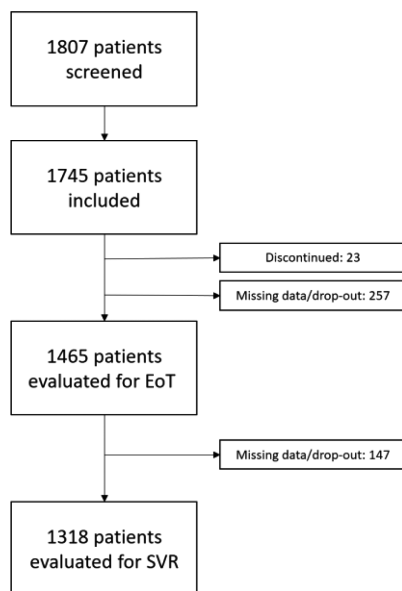 1807 patients
screened
1745 patients
included
Discontinued: 23
Missing data/drop-out: 257
1465 patients
evaluated for EoT
Missing data/drop-out: 147
1318 patients
evaluated for SVR